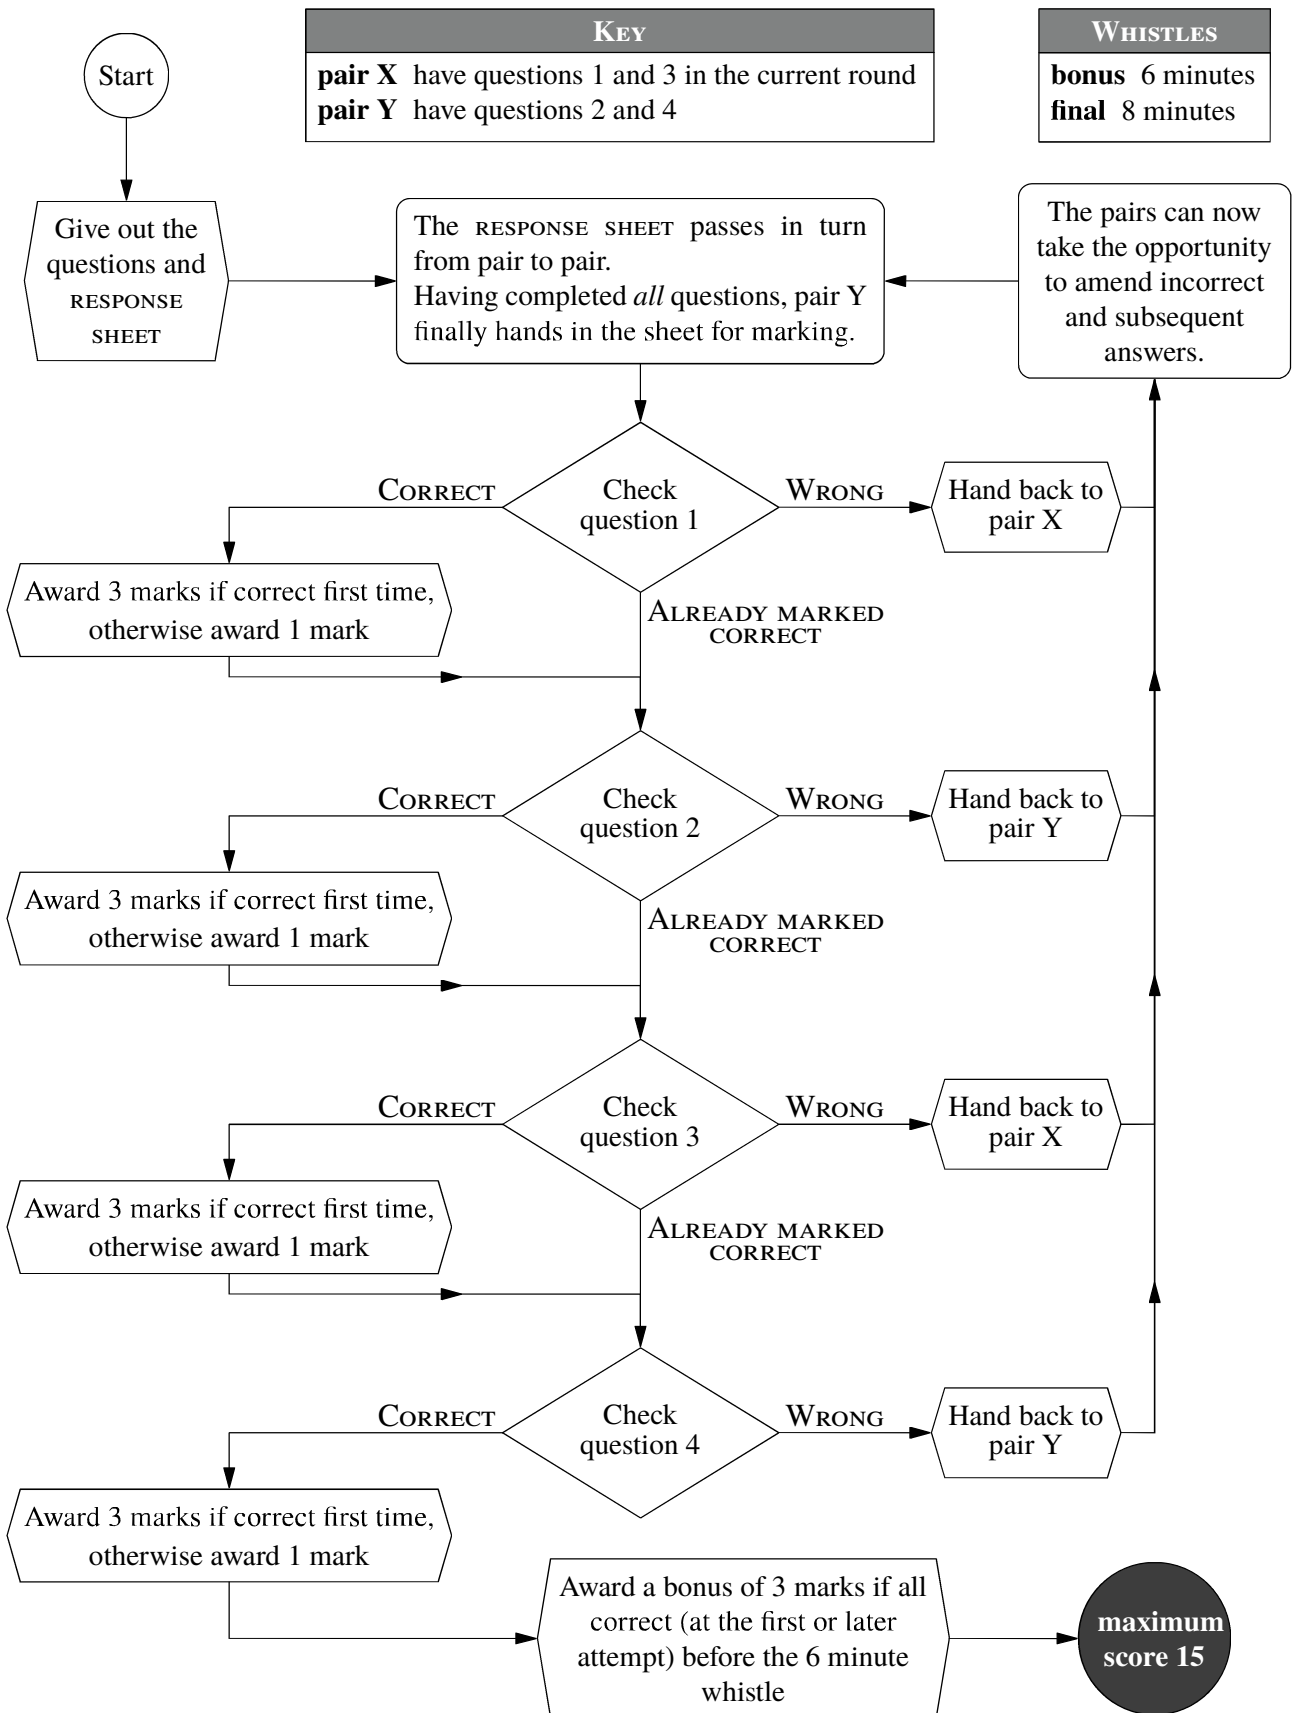 Start
KEY
pair X have questions 1 and 3 in the current round
pair Y have questions 2 and 4
WHISTLES
bonus 6 minutes
final 8 minutes
Give out the
questions and
RESPONSE
SHEET
The RESPONSE SHEET passes in turn
from pair to pair.
Having completed all questions, pair Y
finally hands in the sheet for marking.
The pairs can now
take the opportunity
to amend incorrect
and subsequent
answers.
CORRECT
Check
question 1
WRONG
Hand back to
pair X
Award 3 marks if correct first time,
otherwise award 1 mark
ALREADY MARKED
CORRECT
CORRECT
Check
question 2
WRONG
Hand back to
pair Y
Award 3 marks if correct first time,
otherwise award 1 mark
ALREADY MARKED
CORRECT
CORRECT
Check
question 3
WRONG
Hand back to
pair X
Award 3 marks if correct first time,
otherwise award 1 mark
ALREADY MARKED
CORRECT
CORRECT
Check
question 4
WRONG
Hand back to
pair Y
Award 3 marks if correct first time,
otherwise award 1 mark
Award a bonus of 3 marks if all
correct (at the first or later
attempt) before the 6 minute
whistle
maximum
score 15